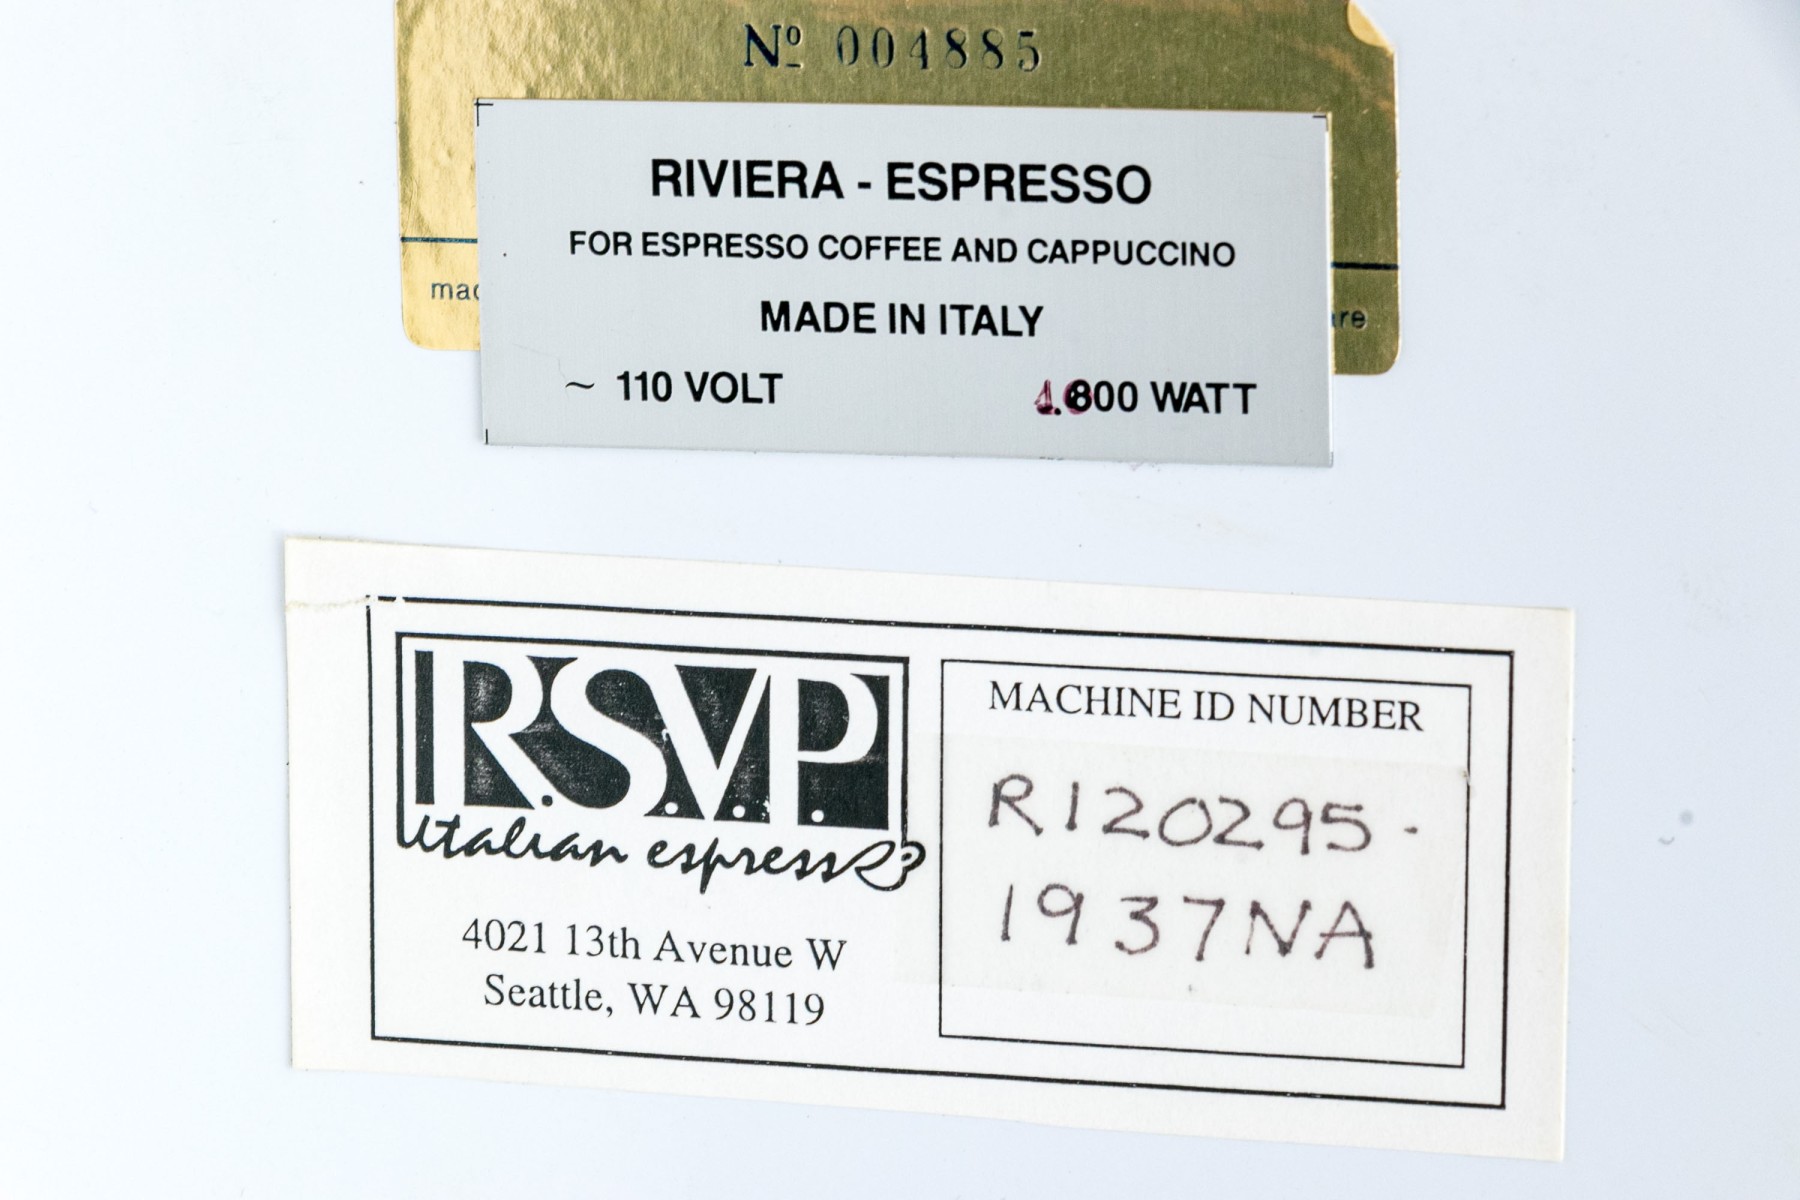 Nº 004885
RIVIERA - ESPRESSO
FOR ESPRESSO COFFEE AND CAPPUCCINO
MADE IN ITALY
~ 110 VOLT 800 WATT
R.S.V.P.
Italian espresso
4021 13th Avenue W
Seattle, WA 98119
MACHINE ID NUMBER
R120295-
1937NA